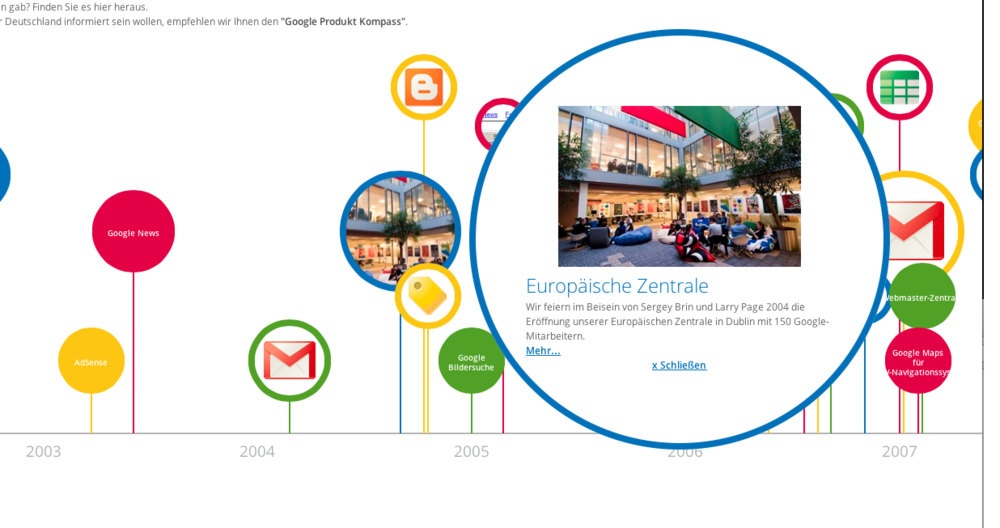 n gab? Finden Sie es hier heraus.
r Deutschland informiert sein wollen, empfehlen wir Ihnen den "Google Produkt Kompass".
News
Google News
AdSense
Google
Bildersuche
Europäische Zentrale
Wir feiern im Beisein von Sergey Brin und Larry Page 2004 die
Eröffnung unserer Europäischen Zentrale in Dublin mit 150 Google-
Mitarbeitern.
Mehr...
x Schließen
Webmaster-Zentra
Google Maps
für
-Navigationssys
2003
2004
2005
2006
2007